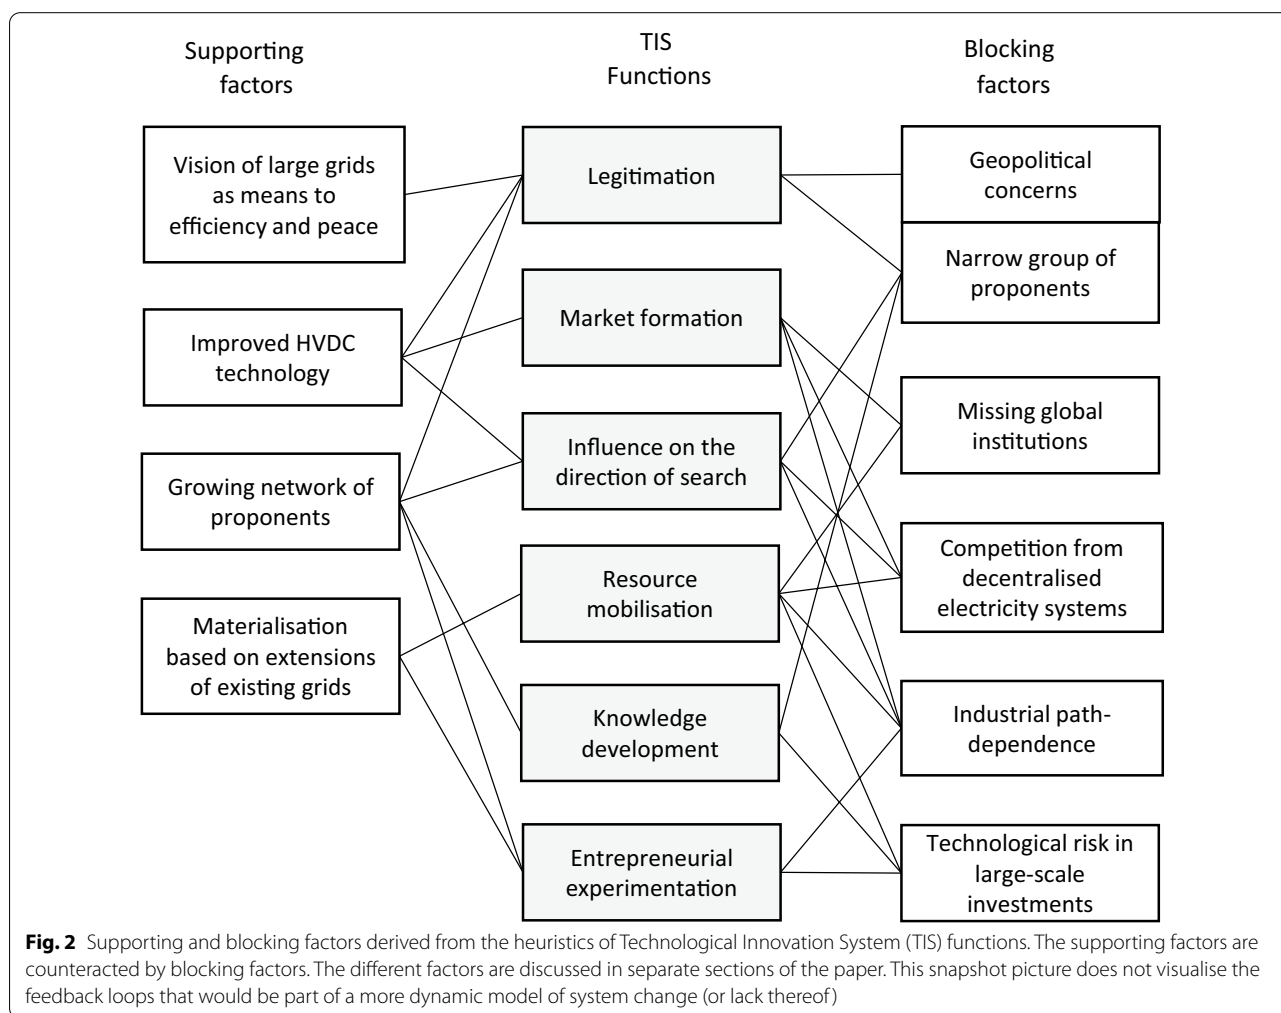 Supporting
factors
TIS
Functions
Blocking
factors
Vision of large grids
as means to
efficiency and peace
Improved HVDC
technology
Growing network of
proponents
Materialisation
based on extensions
of existing grids
Legitimation
Market formation
Influence on the
direction of search
Resource
mobilisation
Knowledge
development
Entrepreneurial
experimentation
Geopolitical
concerns
Narrow group of
proponents
Missing global
institutions
Competition from
decentralised
electricity systems
Industrial path-
dependence
Technological risk in
large-scale
investments
Fig. 2 Supporting and blocking factors derived from the heuristics of Technological Innovation System (TIS) functions. The supporting factors are
counteracted by blocking factors. The different factors are discussed in separate sections of the paper. This snapshot picture does not visualise the
feedback loops that would be part of a more dynamic model of system change (or lack thereof)